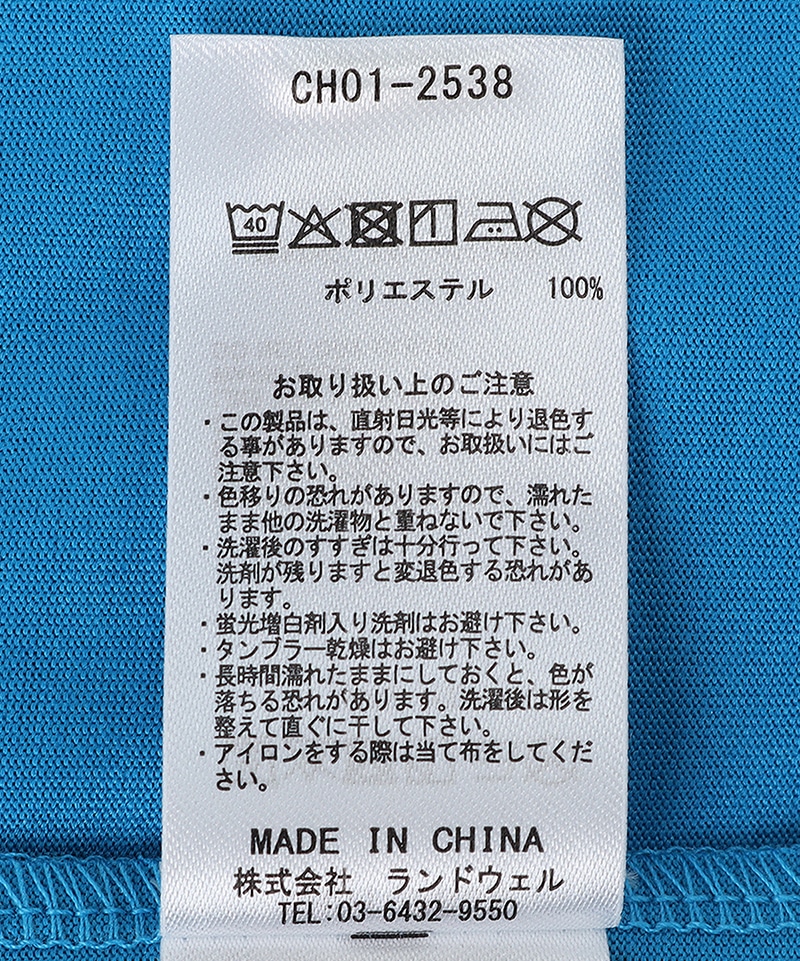 CH01-2538
40
ポリエステル 100%
お取り扱い上のご注意
・この製品は、直射日光等により退色す
る事がありますので、お取扱いにはご
注意下さい。
・色移りの恐れがありますので、濡れた
まま他の洗濯物と重ねないで下さい。
・洗濯後のすすぎは十分行って下さい。
洗剤が残りますと変退色する恐れがあ
ります。
・蛍光増白剤入り洗剤はお避け下さい。
・タンブラー乾燥はお避け下さい。
・長時間濡れたままにしておくと、色が
落ちる恐れがあります。洗濯後は形を
整えて直ぐに干して下さい。
・アイロンをする際は当て布をしてくだ
さい。
MADE IN CHINA
株式会社 ランドウェル
TEL:03-6432-9550